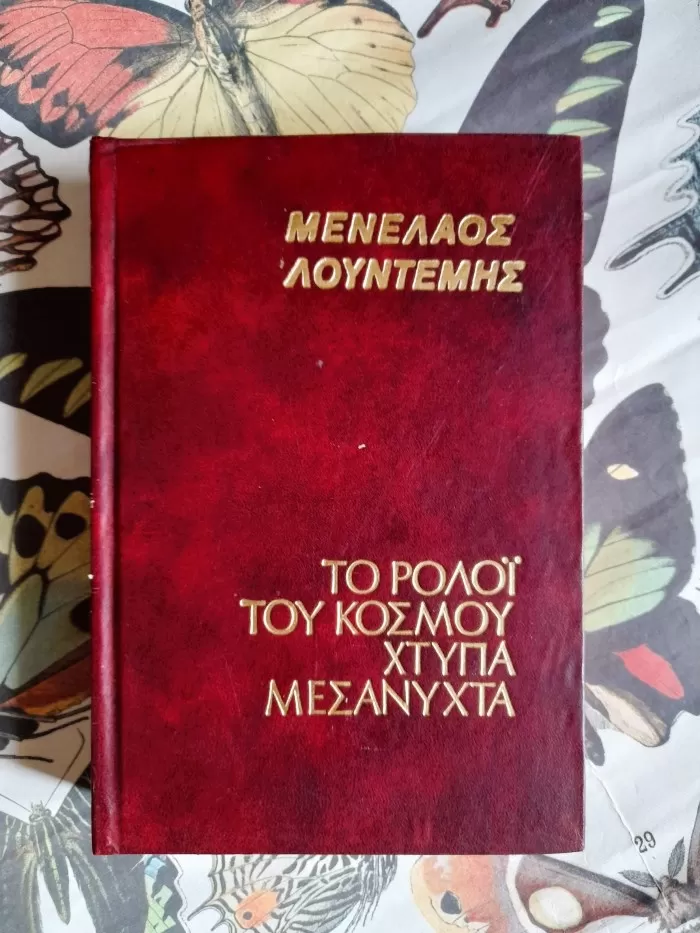 ΜΕΝΕΛΑΟΣ
ΛΟΥΝΤΕΜΗΣ
ΤΟ ΡΟΛΟΪ
ΤΟΥ ΚΟΣΜΟΥ
ΧΤΥΠΑ
ΜΕΣΑΝΥΧΤΑ
29